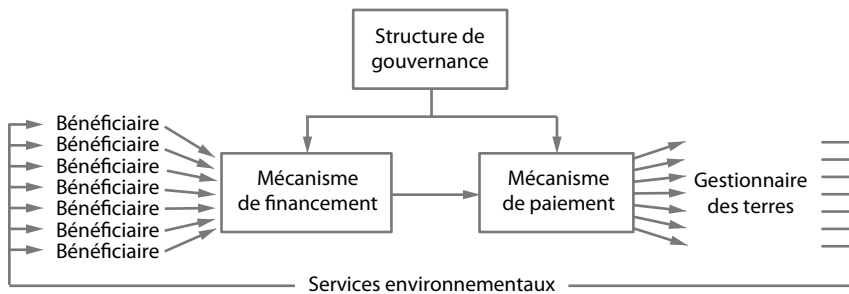 Structure de
gouvernance
Bénéficiaire
Bénéficiaire
Bénéficiaire
Bénéficiaire
Bénéficiaire
Bénéficiaire
Bénéficiaire
Mécanisme
de financement
Mécanisme
de paiement
Gestionnaire
des terres
Services environnementaux